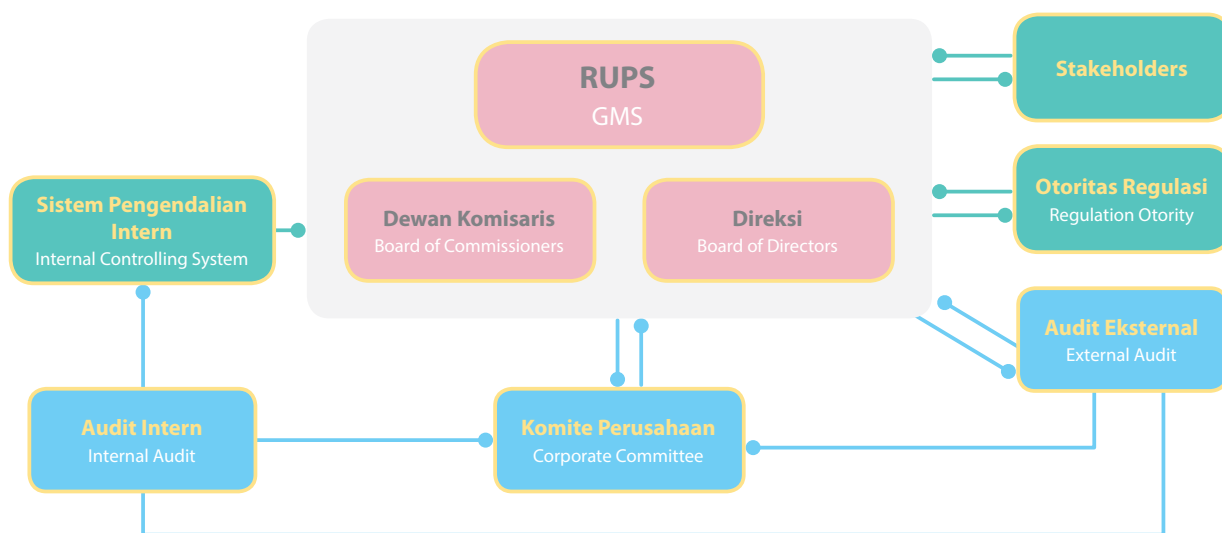 RUPS
GMS
Stakeholders
Sistem Pengendalian
Intern
Internal Controlling System
Dewan Komisaris
Board of Commissioners
Direksi
Board of Directors
Otoritas Regulasi
Regulation Otority
Audit Eksternal
External Audit
Audit Intern
Internal Audit
Komite Perusahaan
Corporate Committee